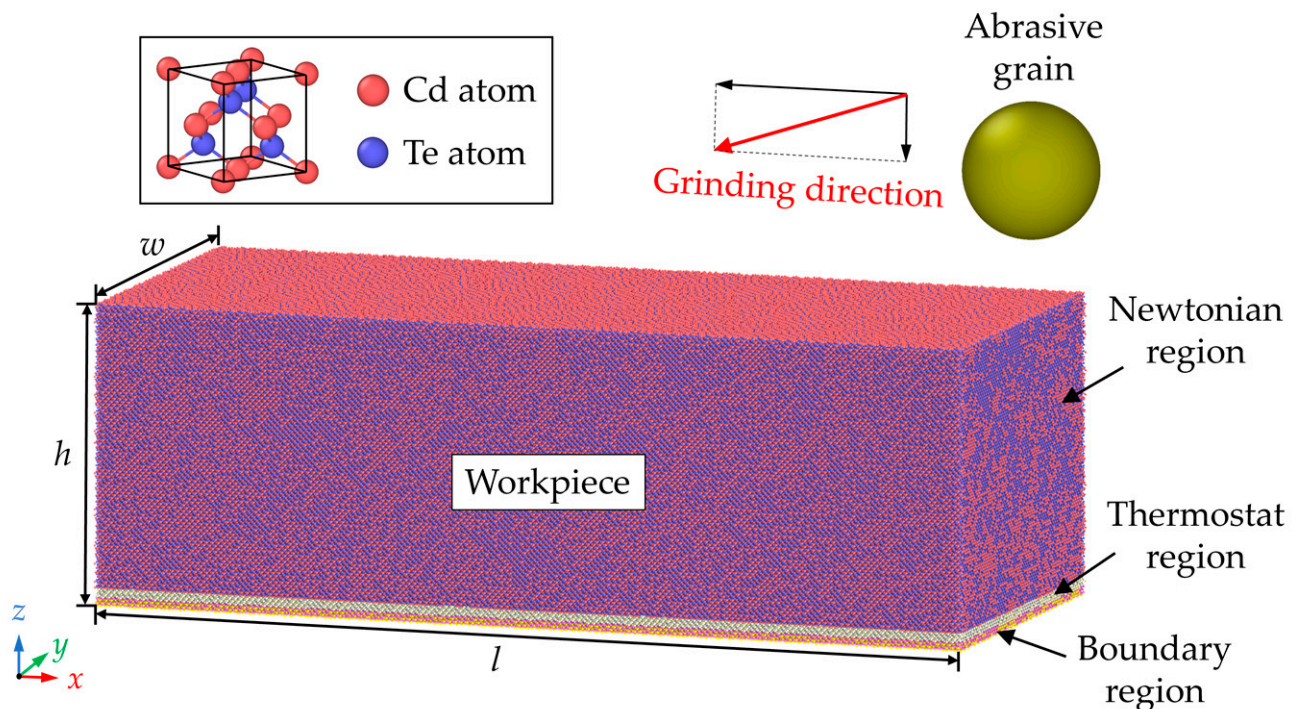 Cd atom
Te atom
Abrasive
grain
Grinding direction
w
Newtonian
region
h
Workpiece
Thermostat
region
z
y
x
l
Boundary
region